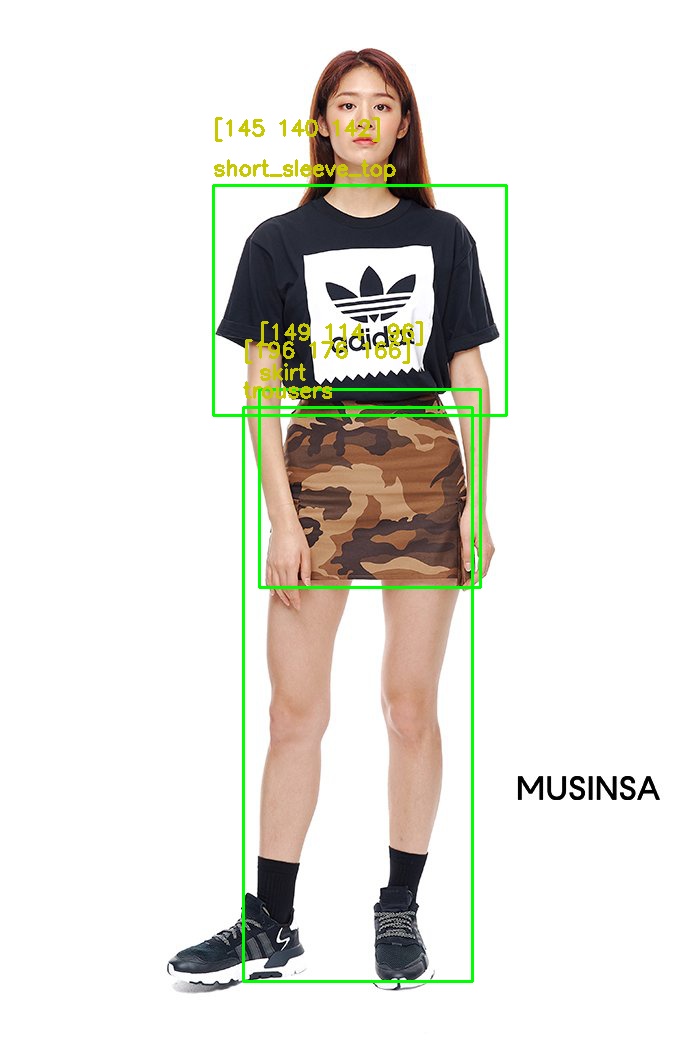 [145 140 142]
short_sleeve_top
[149 114  96]
adidas
[196 176 166]
skirt
trousers
MUSINSA